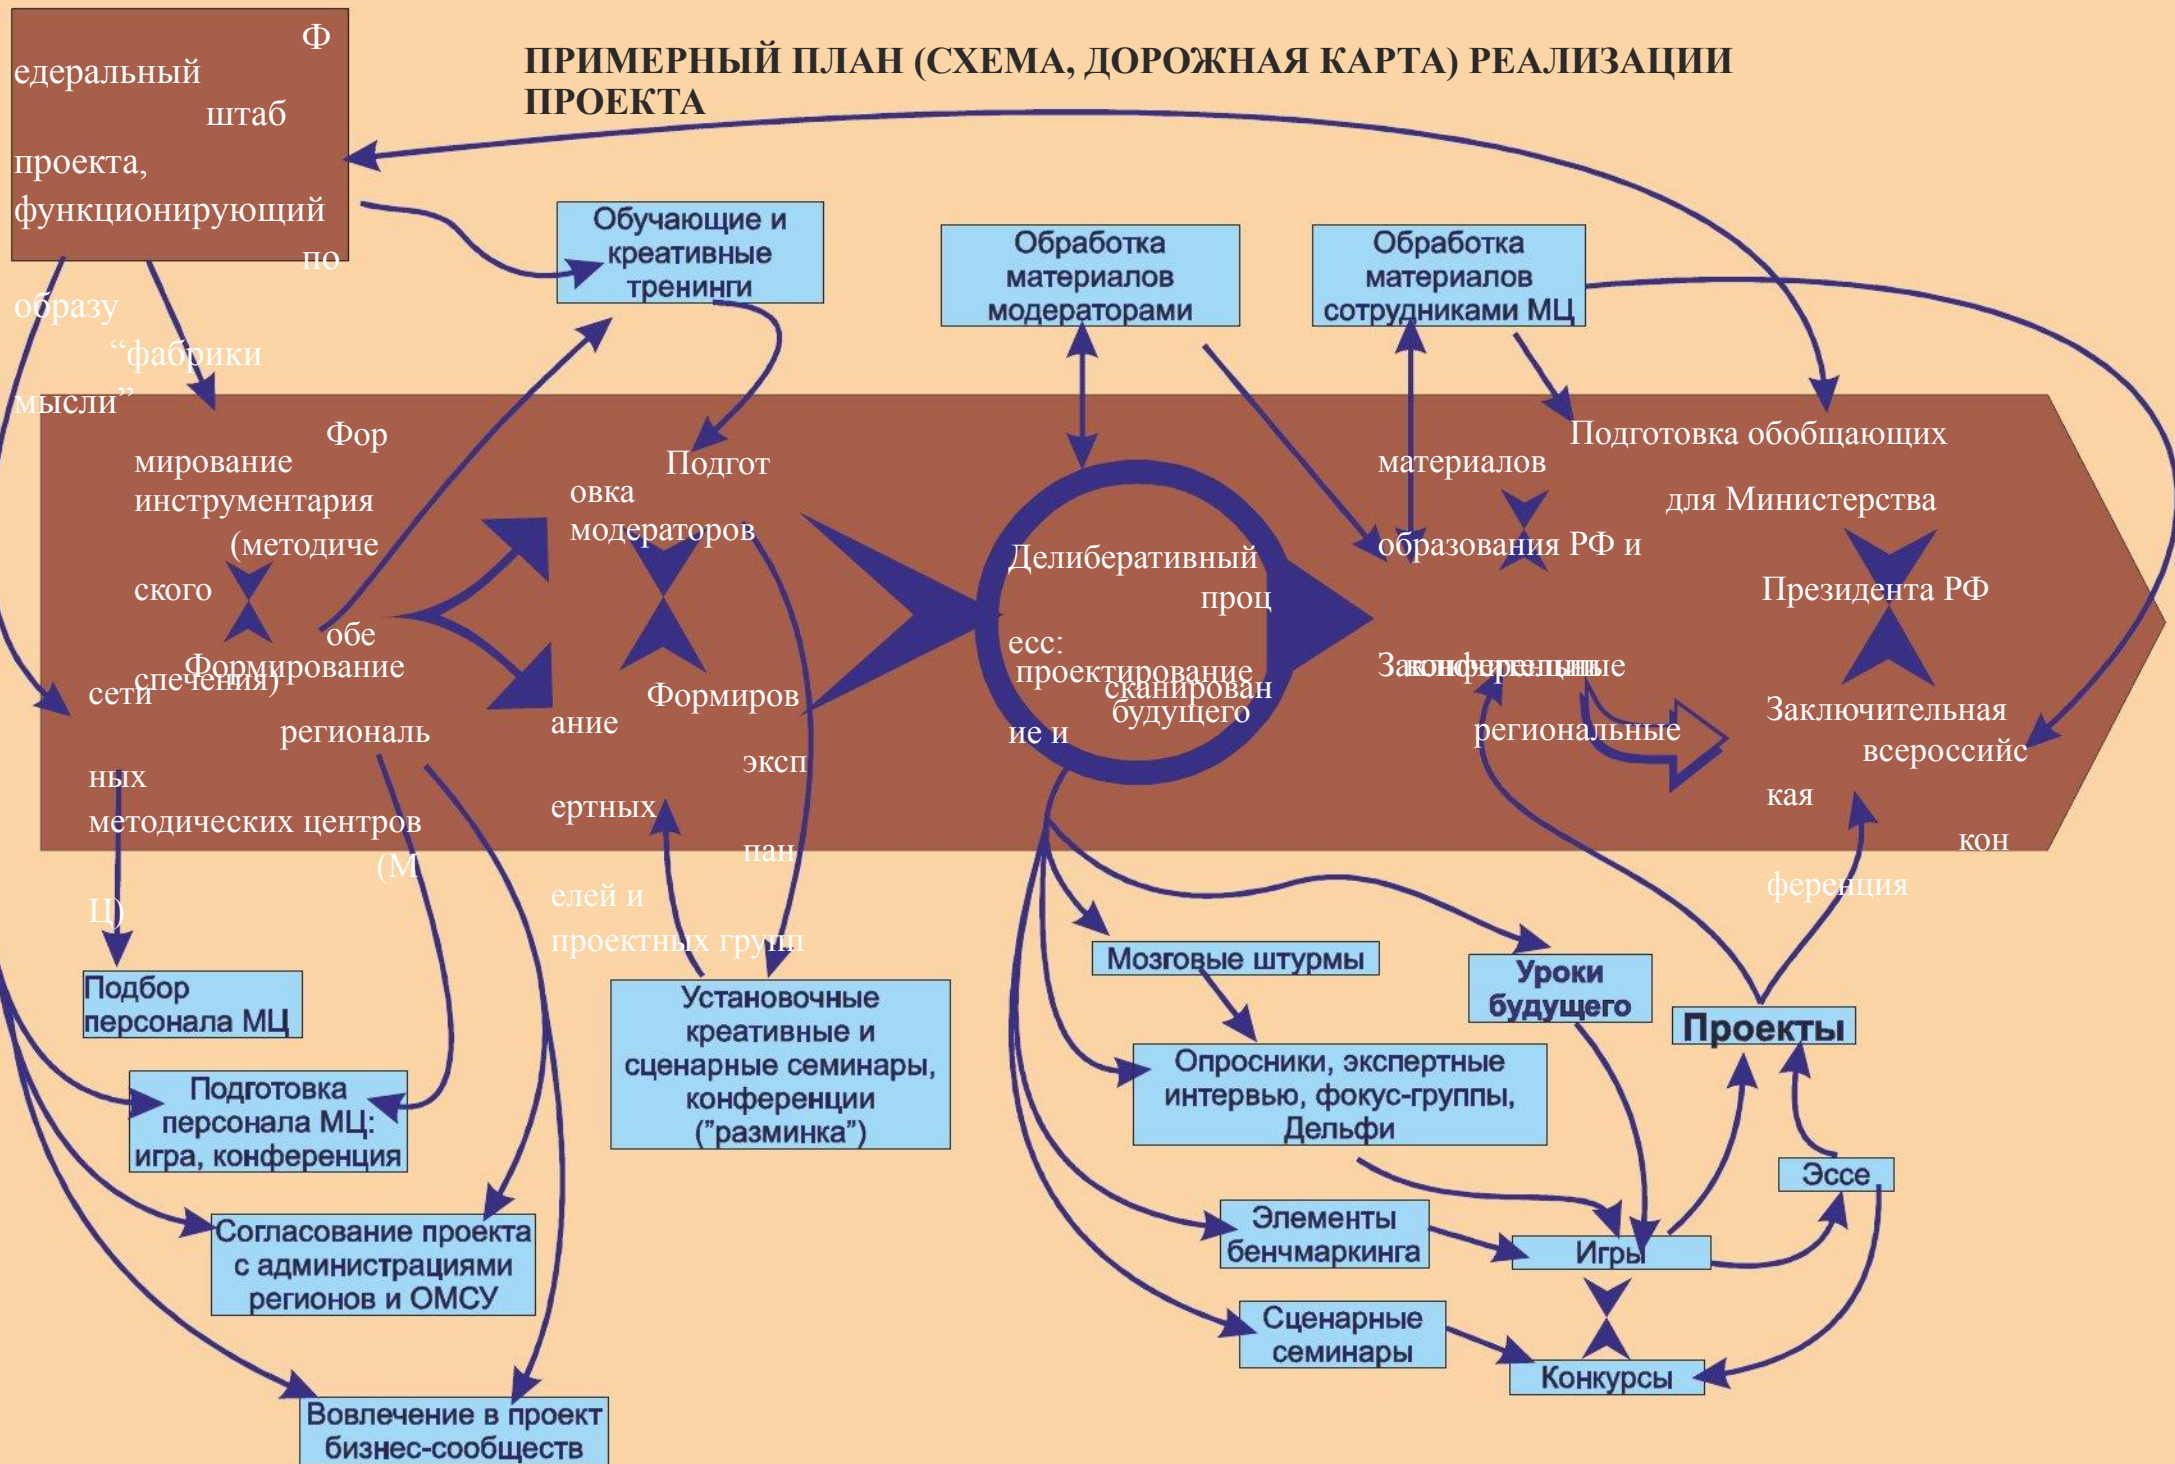 ПРИМЕРНЫЙ ПЛАН (СХЕМА, ДОРОЖНАЯ КАРТА) РЕАЛИЗАЦИИ
ПРОЕКТА
Ф
едеральный
штаб
проекта,
функционирующий
по
образу
“фабрики
мысли”
Обучающие и
креативные
тренинги
Обработка
материалов
модераторами
Обработка
материалов
сотрудниками МЦ
Фор
мирование
инструментария
(методиче
ского
обе
спечения)
Формирование
сети
региональ
ных
методических центров
(М
Ц)
Подгот
овка
модераторов
Формиров
ание
эксп
ертных
пан
елей и
проектных групп
Делиберативный
проц
есс:
проектирование
сканирован
будущего
ие и
Подготовка обобщающих
материалов
для Министерства
образования РФ и
Президента РФ
Заключительные
конференции
региональные
Заключительная
всероссийс
кая
кон
ференция
Подбор
персонала МЦ
Подготовка
персонала МЦ:
игра, конференция
Согласование проекта
с администрациями
регионов и ОМСУ
Вовлечение в проект
бизнес-сообществ
Установочные
креативные и
сценарные семинары,
конференции
(”разминка”)
Мозговые штурмы
Уроки
будущего
Проекты
Опросники, экспертные
интервью, фокус-группы,
Дельфи
Эссе
Элементы
бенчмаркинга
Игры
Сценарные
семинары
Конкурсы